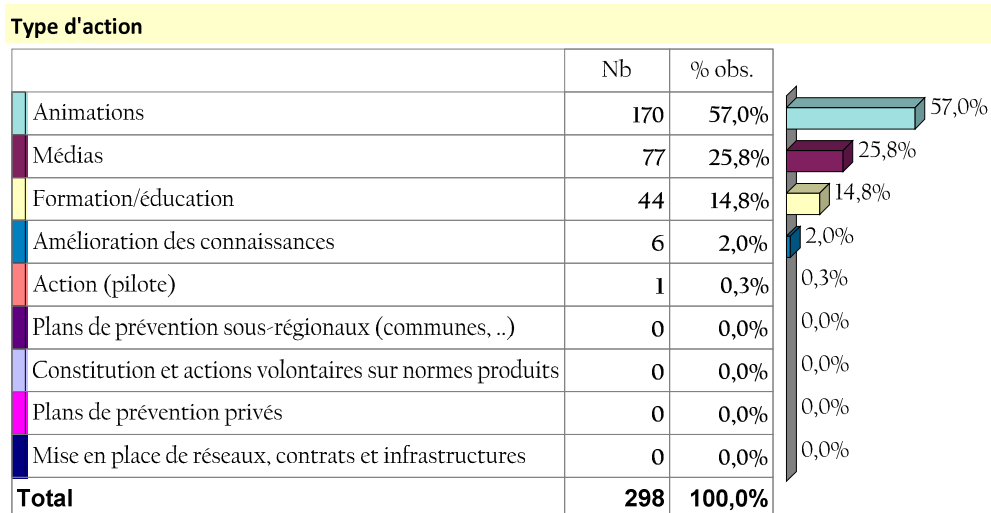 Type d'action
Nb % obs.
Animations 170 57,0% 57,0%
Médias 77 25,8% 25,8%
Formation/éducation 44 14,8% 14,8%
Amélioration des connaissances 6 2,0% 2,0%
Action (pilote) 1 0,3% 0,3%
Plans de prévention sous-régionaux (communes, ..) 0 0,0% 0,0%
Constitution et actions volontaires sur normes produits 0 0,0% 0,0%
Plans de prévention privés 0 0,0% 0,0%
Mise en place de réseaux, contrats et infrastructures 0 0,0% 0,0%
Total 298 100,0%